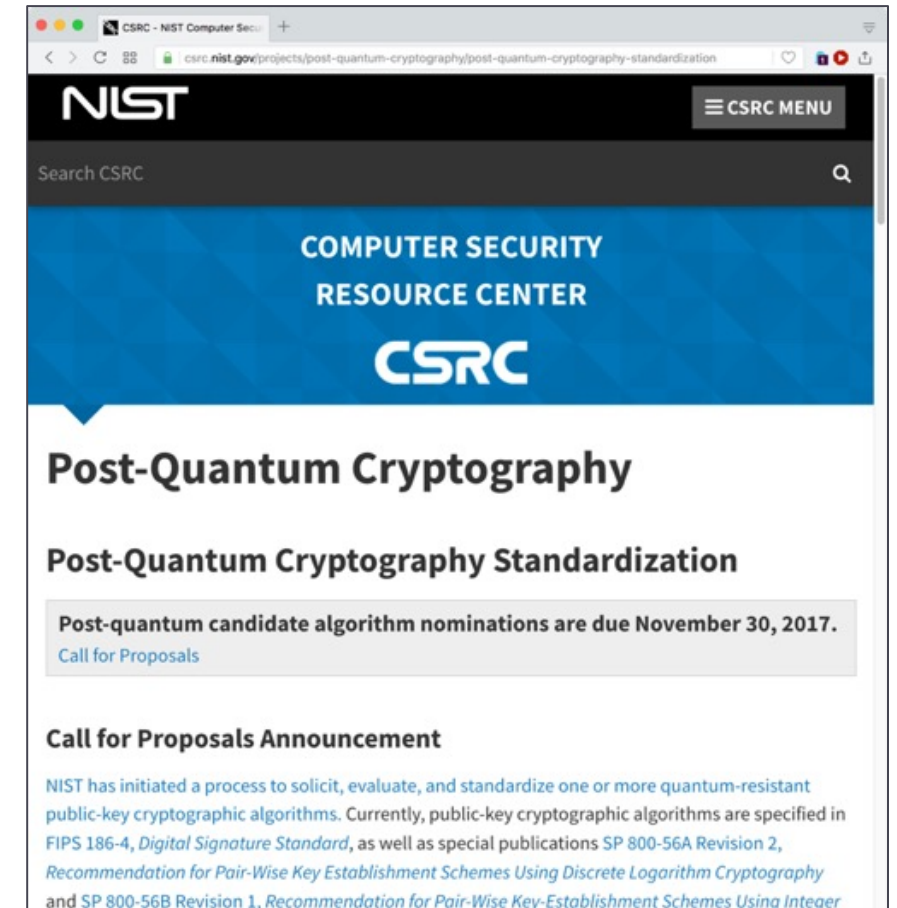 CSRC - NIST Computer Secu
csrc.nist.gov/projects/post-quantum-cryptography/post-quantum-cryptography-standardization
NIST
CSRC MENU
Search CSRC
COMPUTER SECURITY
RESOURCE CENTER
CSRC
Post-Quantum Cryptography
Post-Quantum Cryptography Standardization
Post-quantum candidate algorithm nominations are due November 30, 2017.
Call for Proposals
Call for Proposals Announcement
NIST has initiated a process to solicit, evaluate, and standardize one or more quantum-resistant
public-key cryptographic algorithms. Currently, public-key cryptographic algorithms are specified in
FIPS 186-4, Digital Signature Standard, as well as special publications SP 800-56A Revision 2,
Recommendation for Pair-Wise Key Establishment Schemes Using Discrete Logarithm Cryptography
and SP 800-56B Revision 1, Recommendation for Pair-Wise Key-Establishment Schemes Using Integer